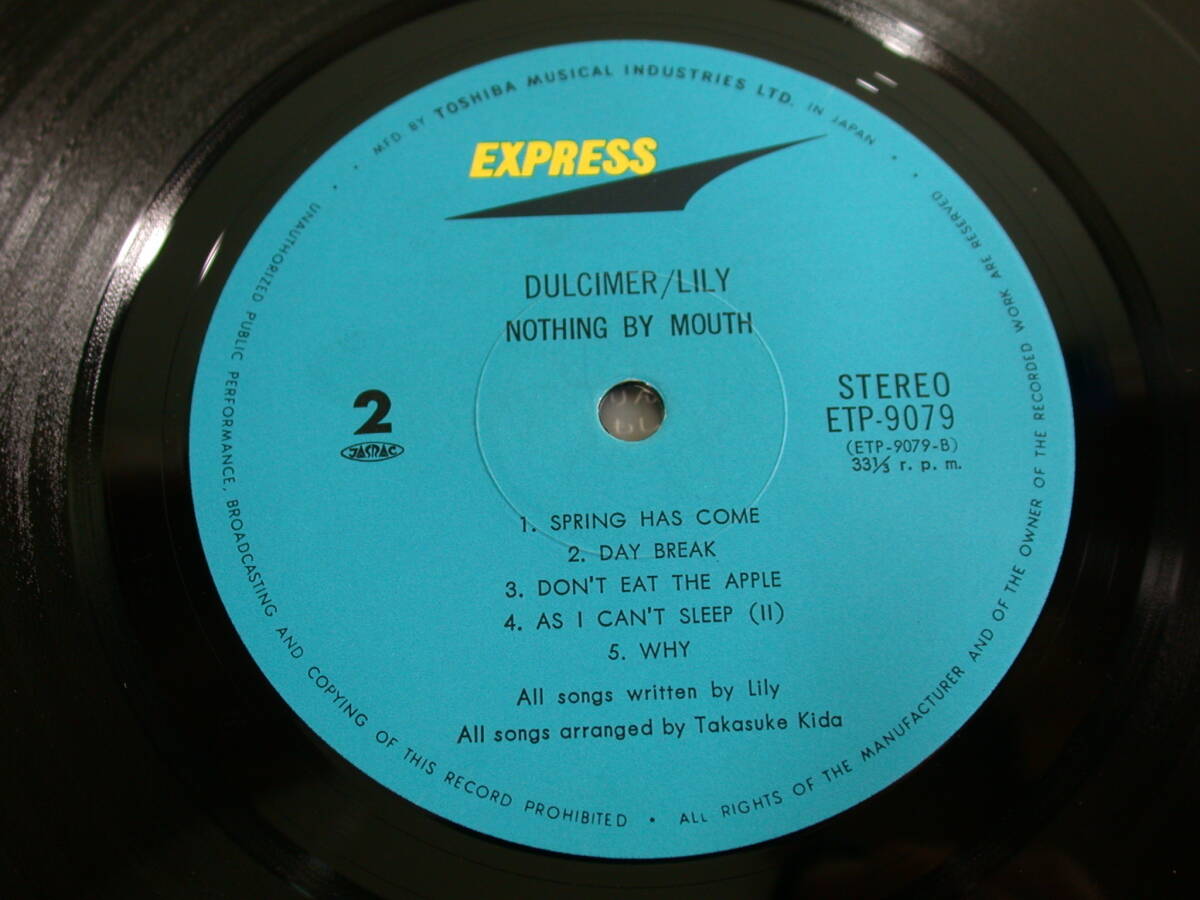 MFD BY TOSHIBA MUSICAL INDUSTRIES LTD. IN JAPAN
EXPRESS
DULCIMER/LILY
NOTHING BY MOUTH
2
JASRAC
STEREO
ETP-9079
(ETP-9079-B)
33⅓ r. p. m.
1. SPRING HAS COME
2. DAY BREAK
3. DON'T EAT THE APPLE
4. AS I CAN'T SLEEP (II)
5. WHY
All songs written by Lily
All songs arranged by Takasuke Kida
UNAUTHORIZED PUBLIC PERFORMANCE, BROADCASTING AND COPYING OF THIS RECORD PROHIBITED • ALL RIGHTS OF THE MANUFACTURER AND OF THE OWNER OF THE RECORDED WORK ARE RESERVED